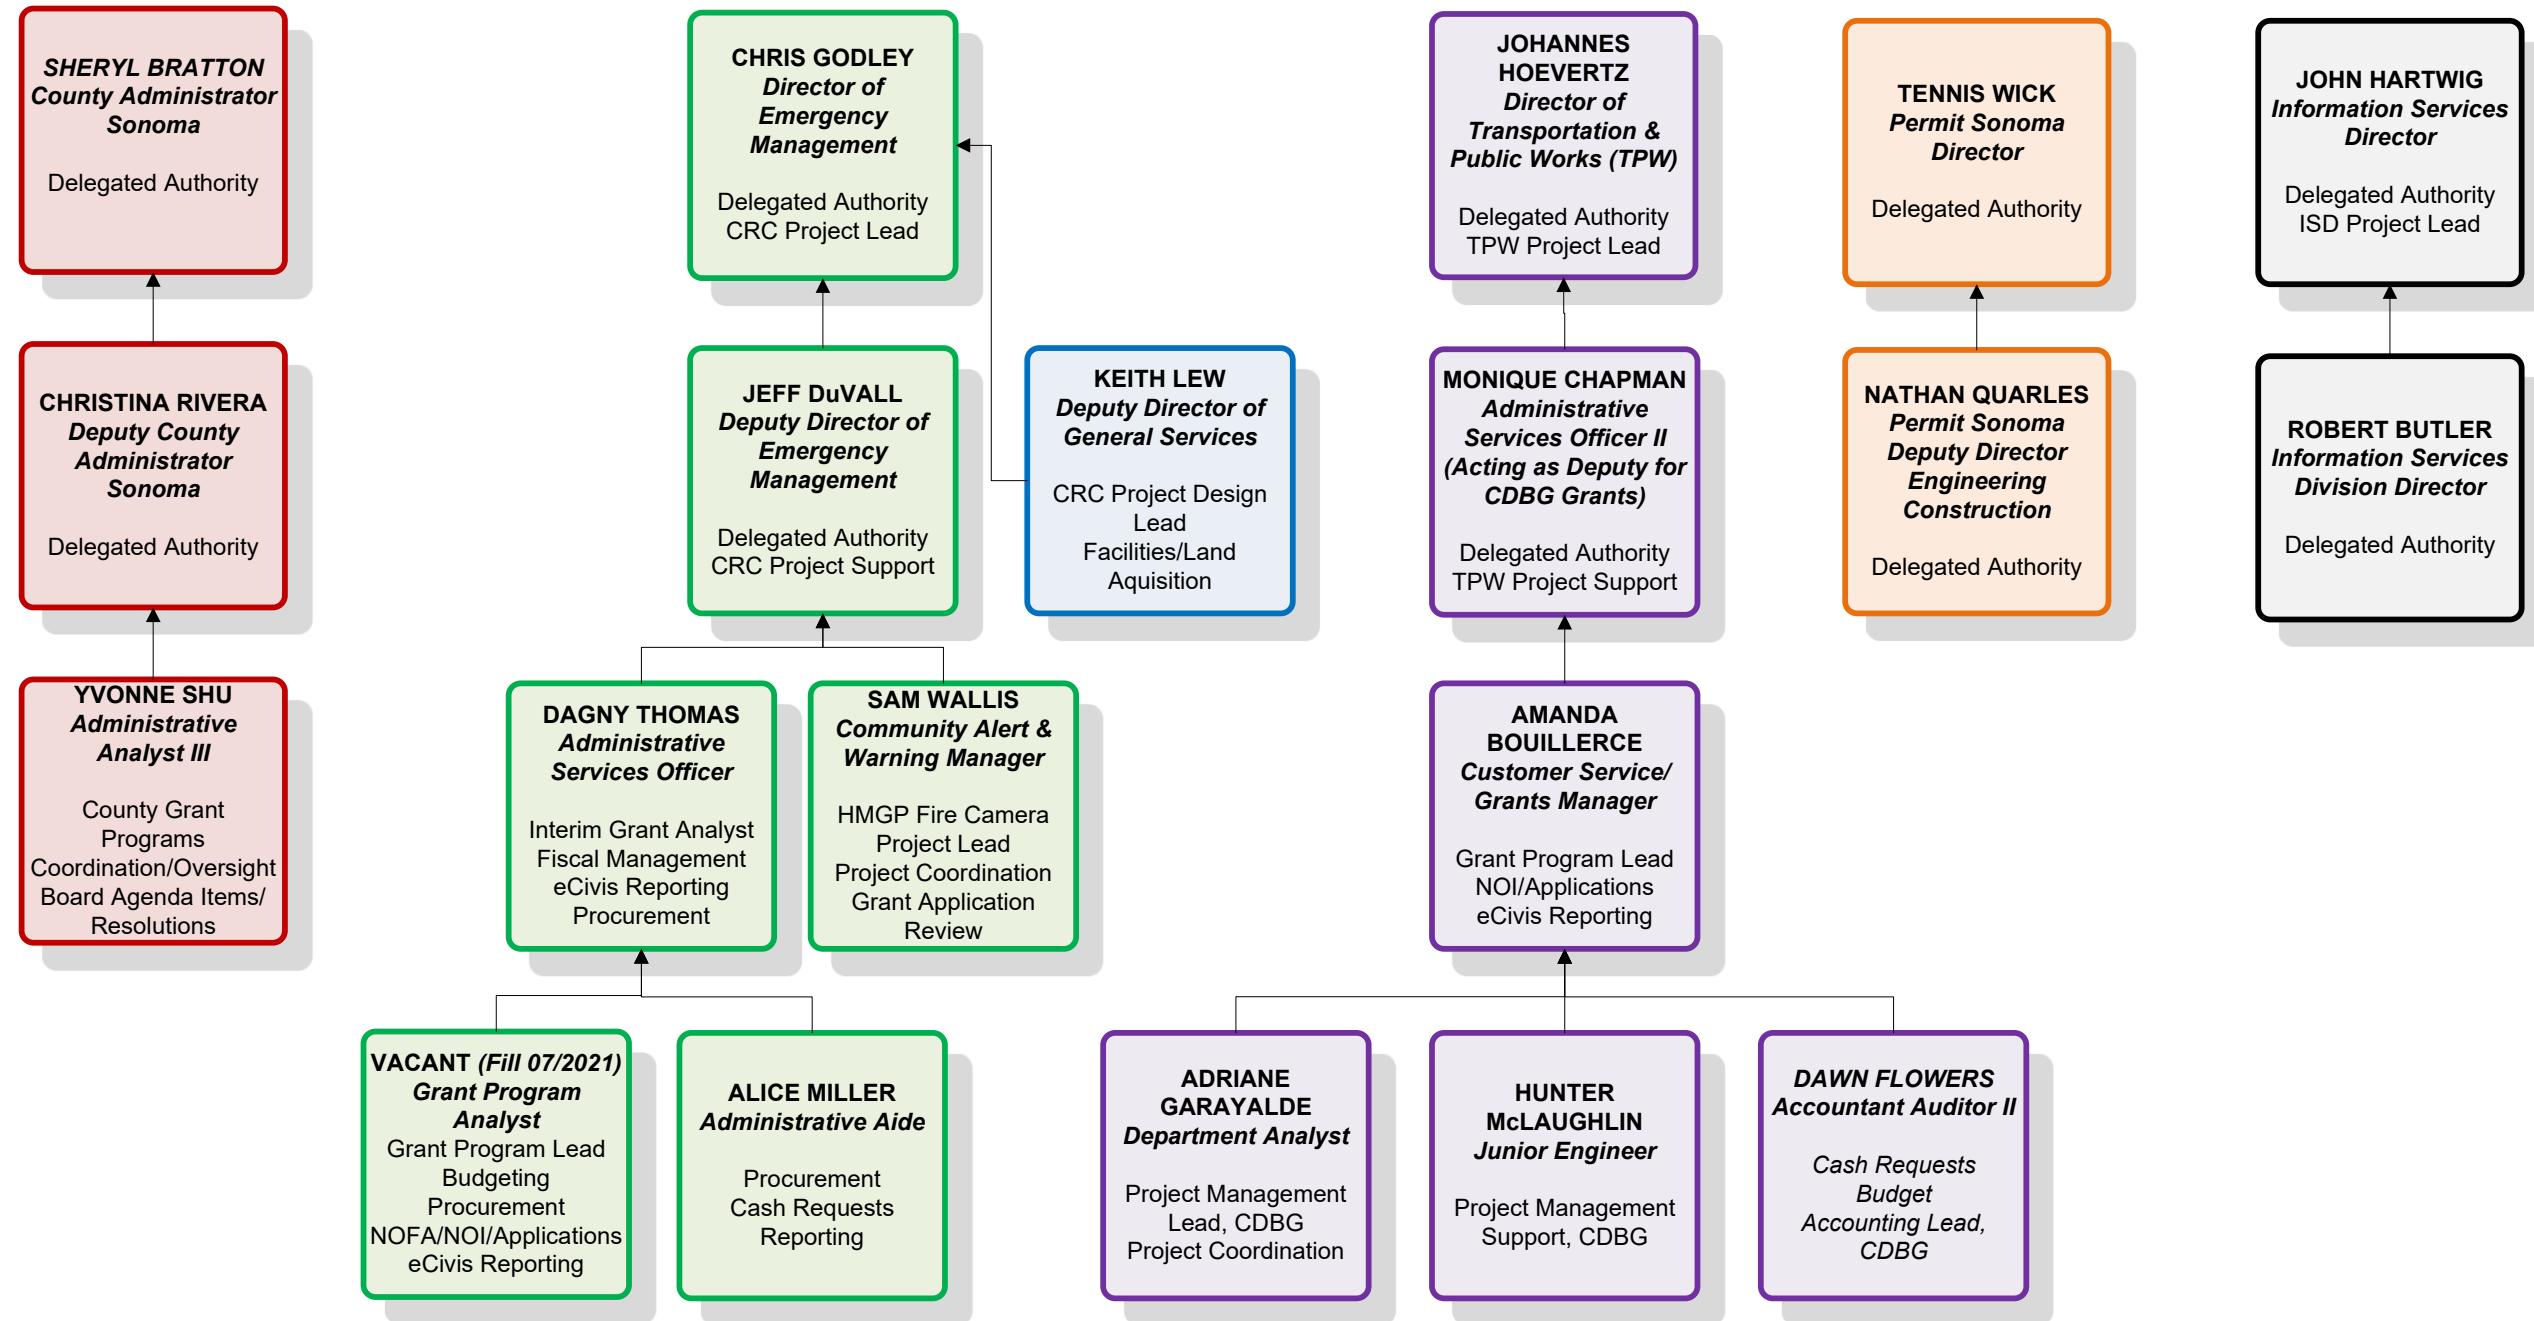 SHERYL BRATTON
County Administrator
Sonoma
Delegated Authority
CHRIS GODLEY
Director of
Emergency
Management
Delegated Authority
CRC Project Lead
JOHANNES
HOEVERTZ
Director of
Transportation &
Public Works (TPW)
Delegated Authority
TPW Project Lead
TENNIS WICK
Permit Sonoma
Director
Delegated Authority
JOHN HARTWIG
Information Services
Director
Delegated Authority
ISD Project Lead
CHRISTINA RIVERA
Deputy County
Administrator
Sonoma
Delegated Authority
JEFF DuVALL
Deputy Director of
Emergency
Management
Delegated Authority
CRC Project Support
KEITH LEW
Deputy Director of
General Services
CRC Project Design
Lead
Facilities/Land
Aquisition
MONIQUE CHAPMAN
Administrative
Services Officer II
(Acting as Deputy for
CDBG Grants)
Delegated Authority
TPW Project Support
NATHAN QUARLES
Permit Sonoma
Deputy Director
Engineering
Construction
Delegated Authority
ROBERT BUTLER
Information Services
Division Director
Delegated Authority
YVONNE SHU
Administrative
Analyst III
County Grant
Programs
Coordination/Oversight
Board Agenda Items/
Resolutions
DAGNY THOMAS
Administrative
Services Officer
Interim Grant Analyst
Fiscal Management
eCivis Reporting
Procurement
SAM WALLIS
Community Alert &
Warning Manager
HMGP Fire Camera
Project Lead
Project Coordination
Grant Application
Review
AMANDA
BOUILLERCE
Customer Service/
Grants Manager
Grant Program Lead
NOI/Applications
eCivis Reporting
VACANT (Fill 07/2021)
Grant Program
Analyst
Grant Program Lead
Budgeting
Procurement
NOFA/NOI/Applications
eCivis Reporting
ALICE MILLER
Administrative Aide
Procurement
Cash Requests
Reporting
ADRIANE
GARAYALDE
Department Analyst
Project Management
Lead, CDBG
Project Coordination
HUNTER
McLAUGHLIN
Junior Engineer
Project Management
Support, CDBG
DAWN FLOWERS
Accountant Auditor II
Cash Requests
Budget
Accounting Lead,
CDBG